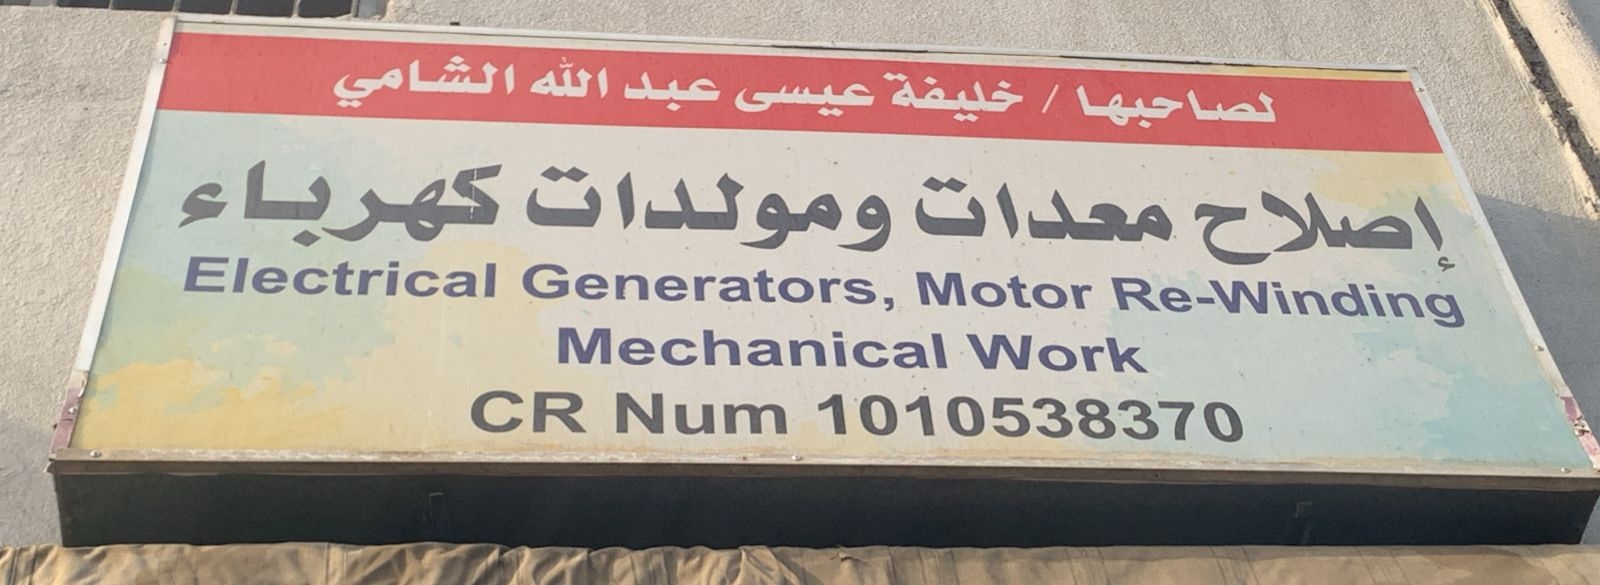 لصاحبها / خليفة عيسى عبد الله الشامي
إصلاح معدات ومولدات كهرباء
Electrical Generators, Motor Re-Winding
Mechanical Work
CR Num 1010538370